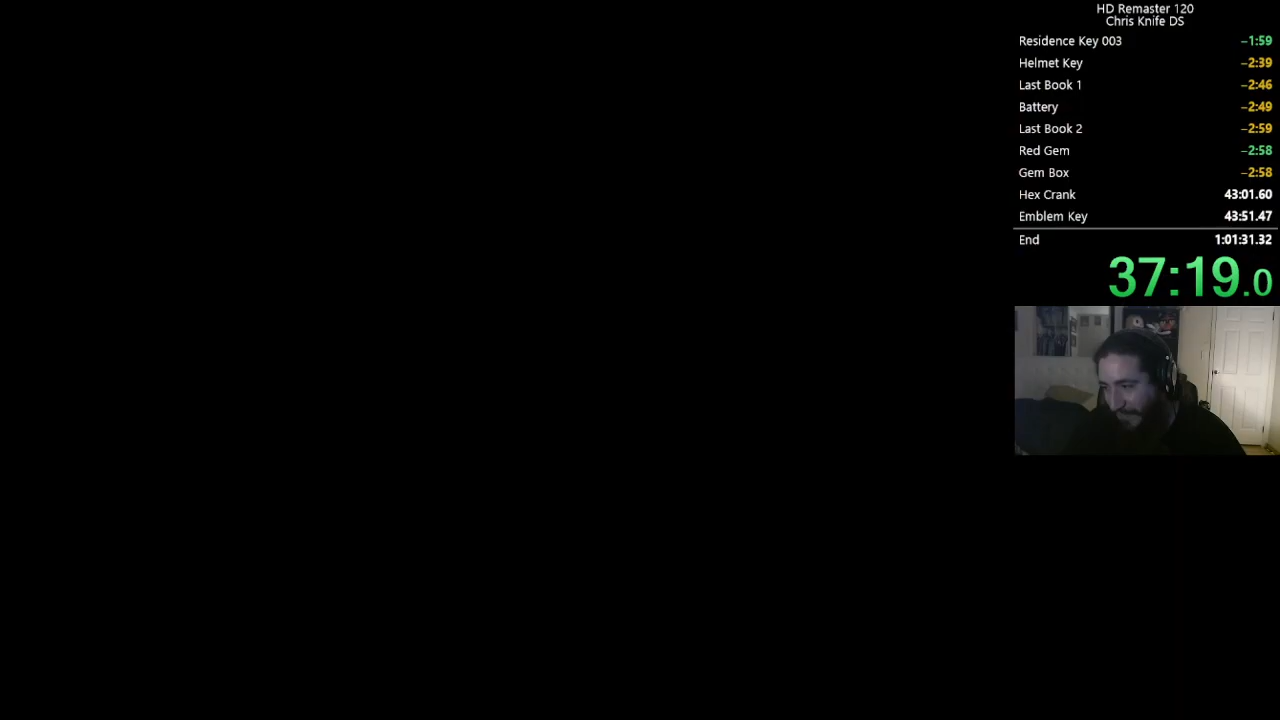 HD Remaster 120
Chris Knife DS
Residence Key 003 −1:59
Helmet Key −2:39
Last Book 1 −2:46
Battery −2:49
Last Book 2 −2:59
Red Gem −2:58
Gem Box −2:58
Hex Crank 43:01.60
Emblem Key 43:51.47
End 1:01:31.32
37:19.0